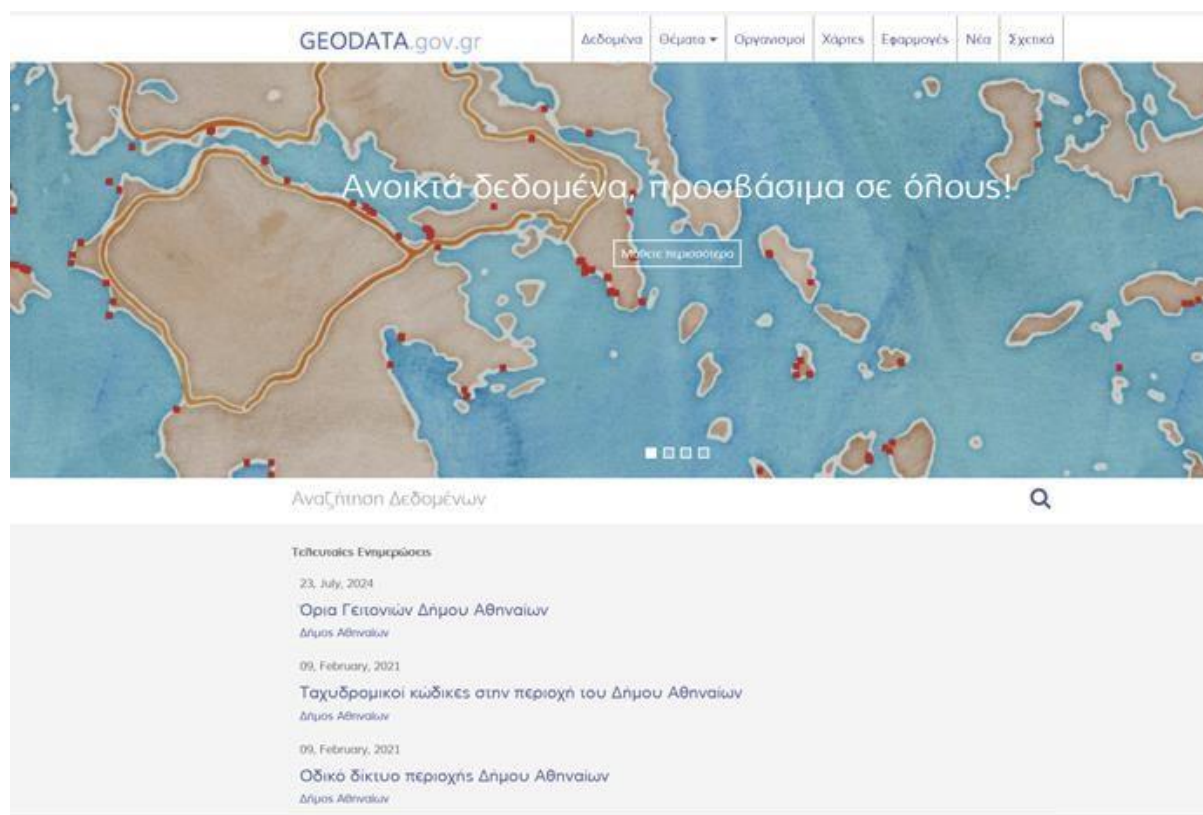 GEODATA.gov.gr
Δεδομένα Θέματα Οργανισμοί Χάρτες Εφαρμογές Νέα Σχετικά
Ανοικτά δεδομένα, προσβάσιμα σε όλους!
Μάθετε περισσότερα
Αναζήτηση Δεδομένων
Τελευταίες Ενημερώσεις
23, July, 2024
Όρια Γειτονιών Δήμου Αθηναίων
Δήμος Αθηναίων
09, February, 2021
Ταχυδρομικοί κώδικες στην περιοχή του Δήμου Αθηναίων
Δήμος Αθηναίων
09, February, 2021
Οδικό δίκτυο περιοχής Δήμου Αθηναίων
Δήμος Αθηναίων